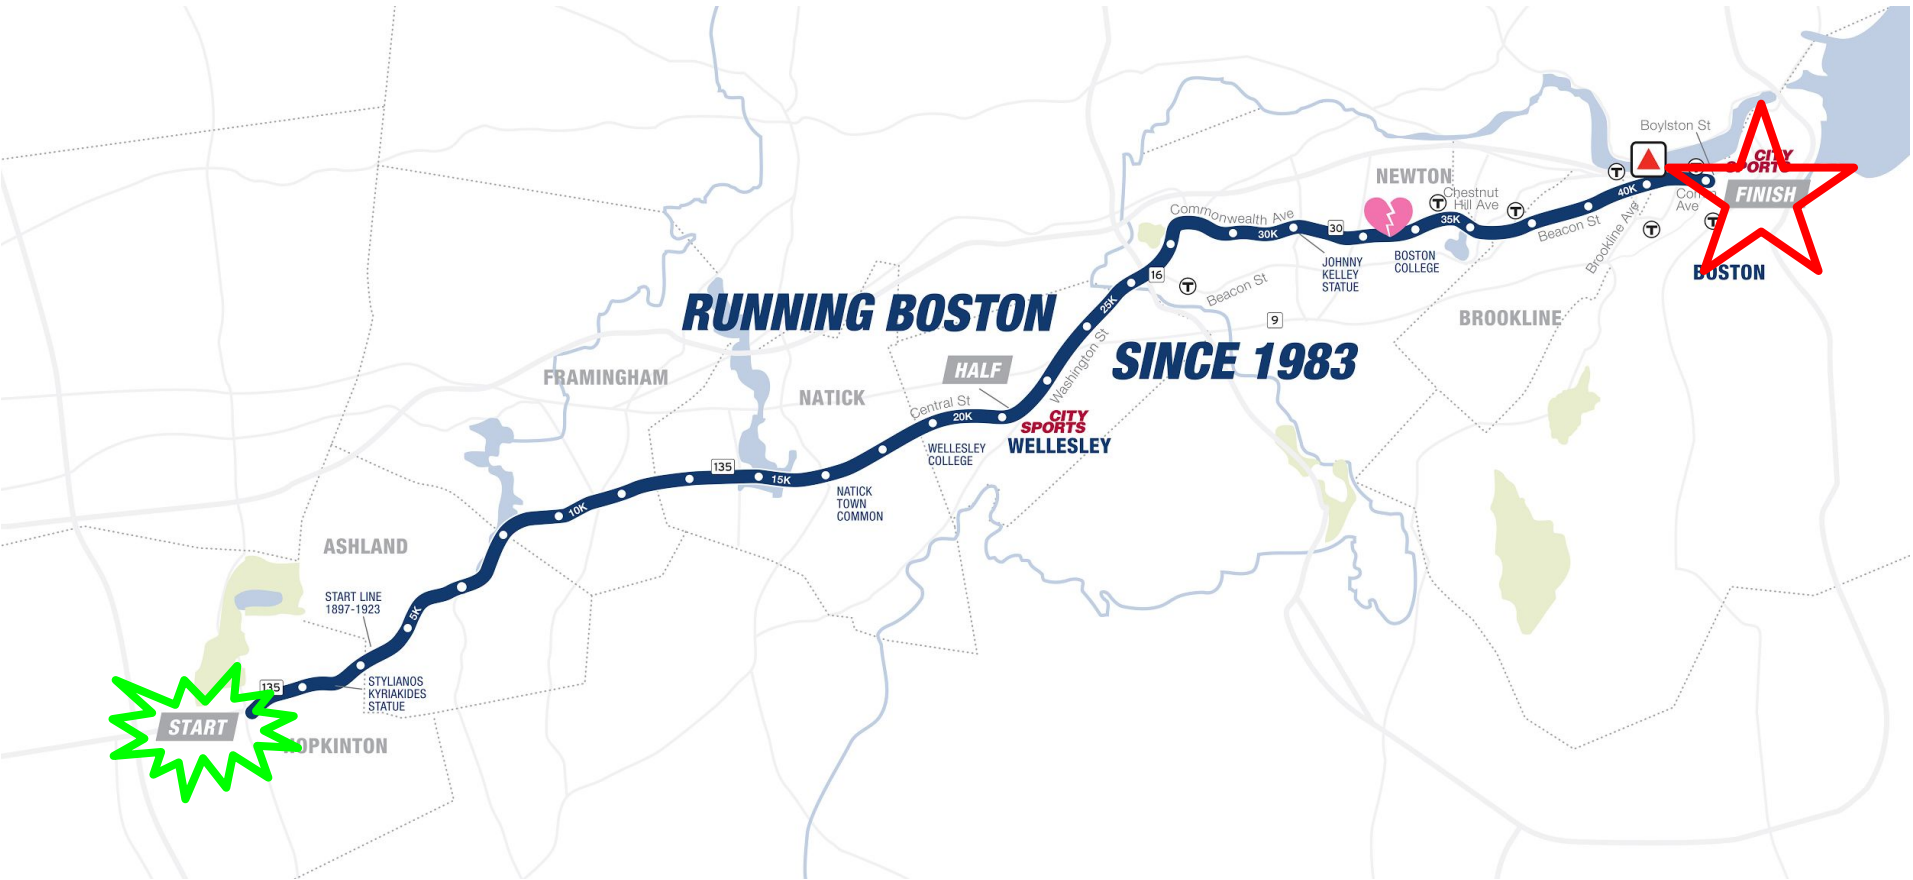 Boylston St
CITY
SPORTS
NEWTON
T
T
T
T
T
T
T
FINISH
40K
Chestnut
Hill Ave
Ave
Commonwealth Ave
30K
30
35K
Beacon St
Brookline Ave
BOSTON
COLLEGE
JOHNNY
KELLEY
STATUE
BOSTON
16
Beacon St
25K
RUNNING BOSTON
9
BROOKLINE
Washington St
SINCE 1983
HALF
FRAMINGHAM
NATICK
Central St
20K
CITY
SPORTS
WELLESLEY
WELLESLEY
COLLEGE
135
15K
NATICK
TOWN
COMMON
10K
ASHLAND
START LINE
1897-1923
5K
STYLIANOS
KYRIAKIDES
STATUE
135
START
HOPKINTON